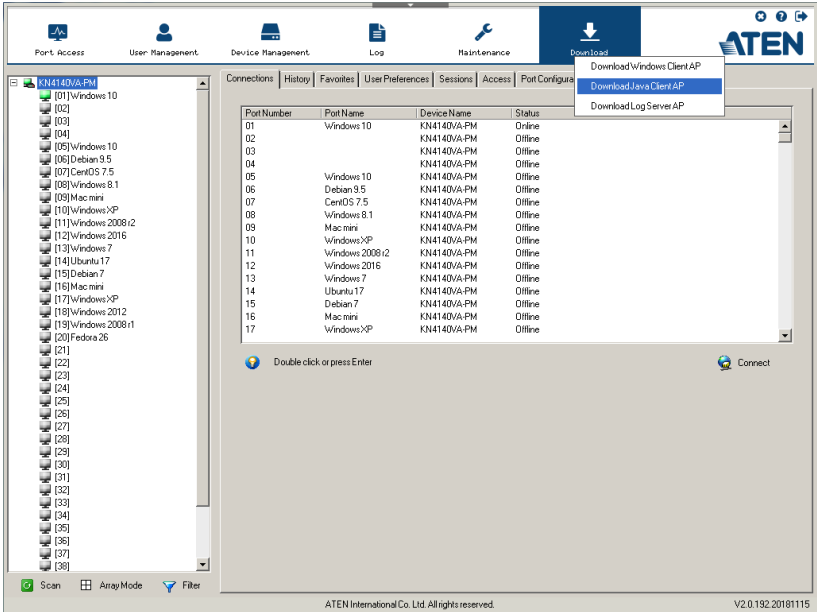 Port Access
User Management
Device Management
Log
Maintenance
Download
ATEN
Download Windows Client AP
Download Java Client AP
Download Log Server AP
KN4140VA-PM
[01]Windows 10
[02]
[03]
[04]
[05]Windows 10
[06]Debian 9.5
[07]CentOS 7.5
[08]Windows 8.1
[09]Mac mini
[10]Windows XP
[11]Windows 2008 r2
[12]Windows 2016
[13]Windows 7
[14]Ubuntu 17
[15]Debian 7
[16]Mac mini
[17]Windows XP
[18]Windows 2012
[19]Windows 2008 r1
[20]Fedora 26
[21]
[22]
[23]
[24]
[25]
[26]
[27]
[28]
[29]
[30]
[31]
[32]
[33]
[34]
[35]
[36]
[37]
[38]
Scan Array Mode Filter
Connections History Favorites User Preferences Sessions Access Port Configura
Port Number Port Name Device Name Status
01 Windows 10 KN4140VA-PM Online
02 KN4140VA-PM Offline
03 KN4140VA-PM Offline
04 KN4140VA-PM Offline
05 Windows 10 KN4140VA-PM Offline
06 Debian 9.5 KN4140VA-PM Offline
07 CentOS 7.5 KN4140VA-PM Offline
08 Windows 8.1 KN4140VA-PM Offline
09 Mac mini KN4140VA-PM Offline
10 Windows XP KN4140VA-PM Offline
11 Windows 2008 r2 KN4140VA-PM Offline
12 Windows 2016 KN4140VA-PM Offline
13 Windows 7 KN4140VA-PM Offline
14 Ubuntu 17 KN4140VA-PM Offline
15 Debian 7 KN4140VA-PM Offline
16 Mac mini KN4140VA-PM Offline
17 Windows XP KN4140VA-PM Offline
Double click or press Enter
Connect
ATEN International Co. Ltd. All rights reserved.
V2.0.192.20181115